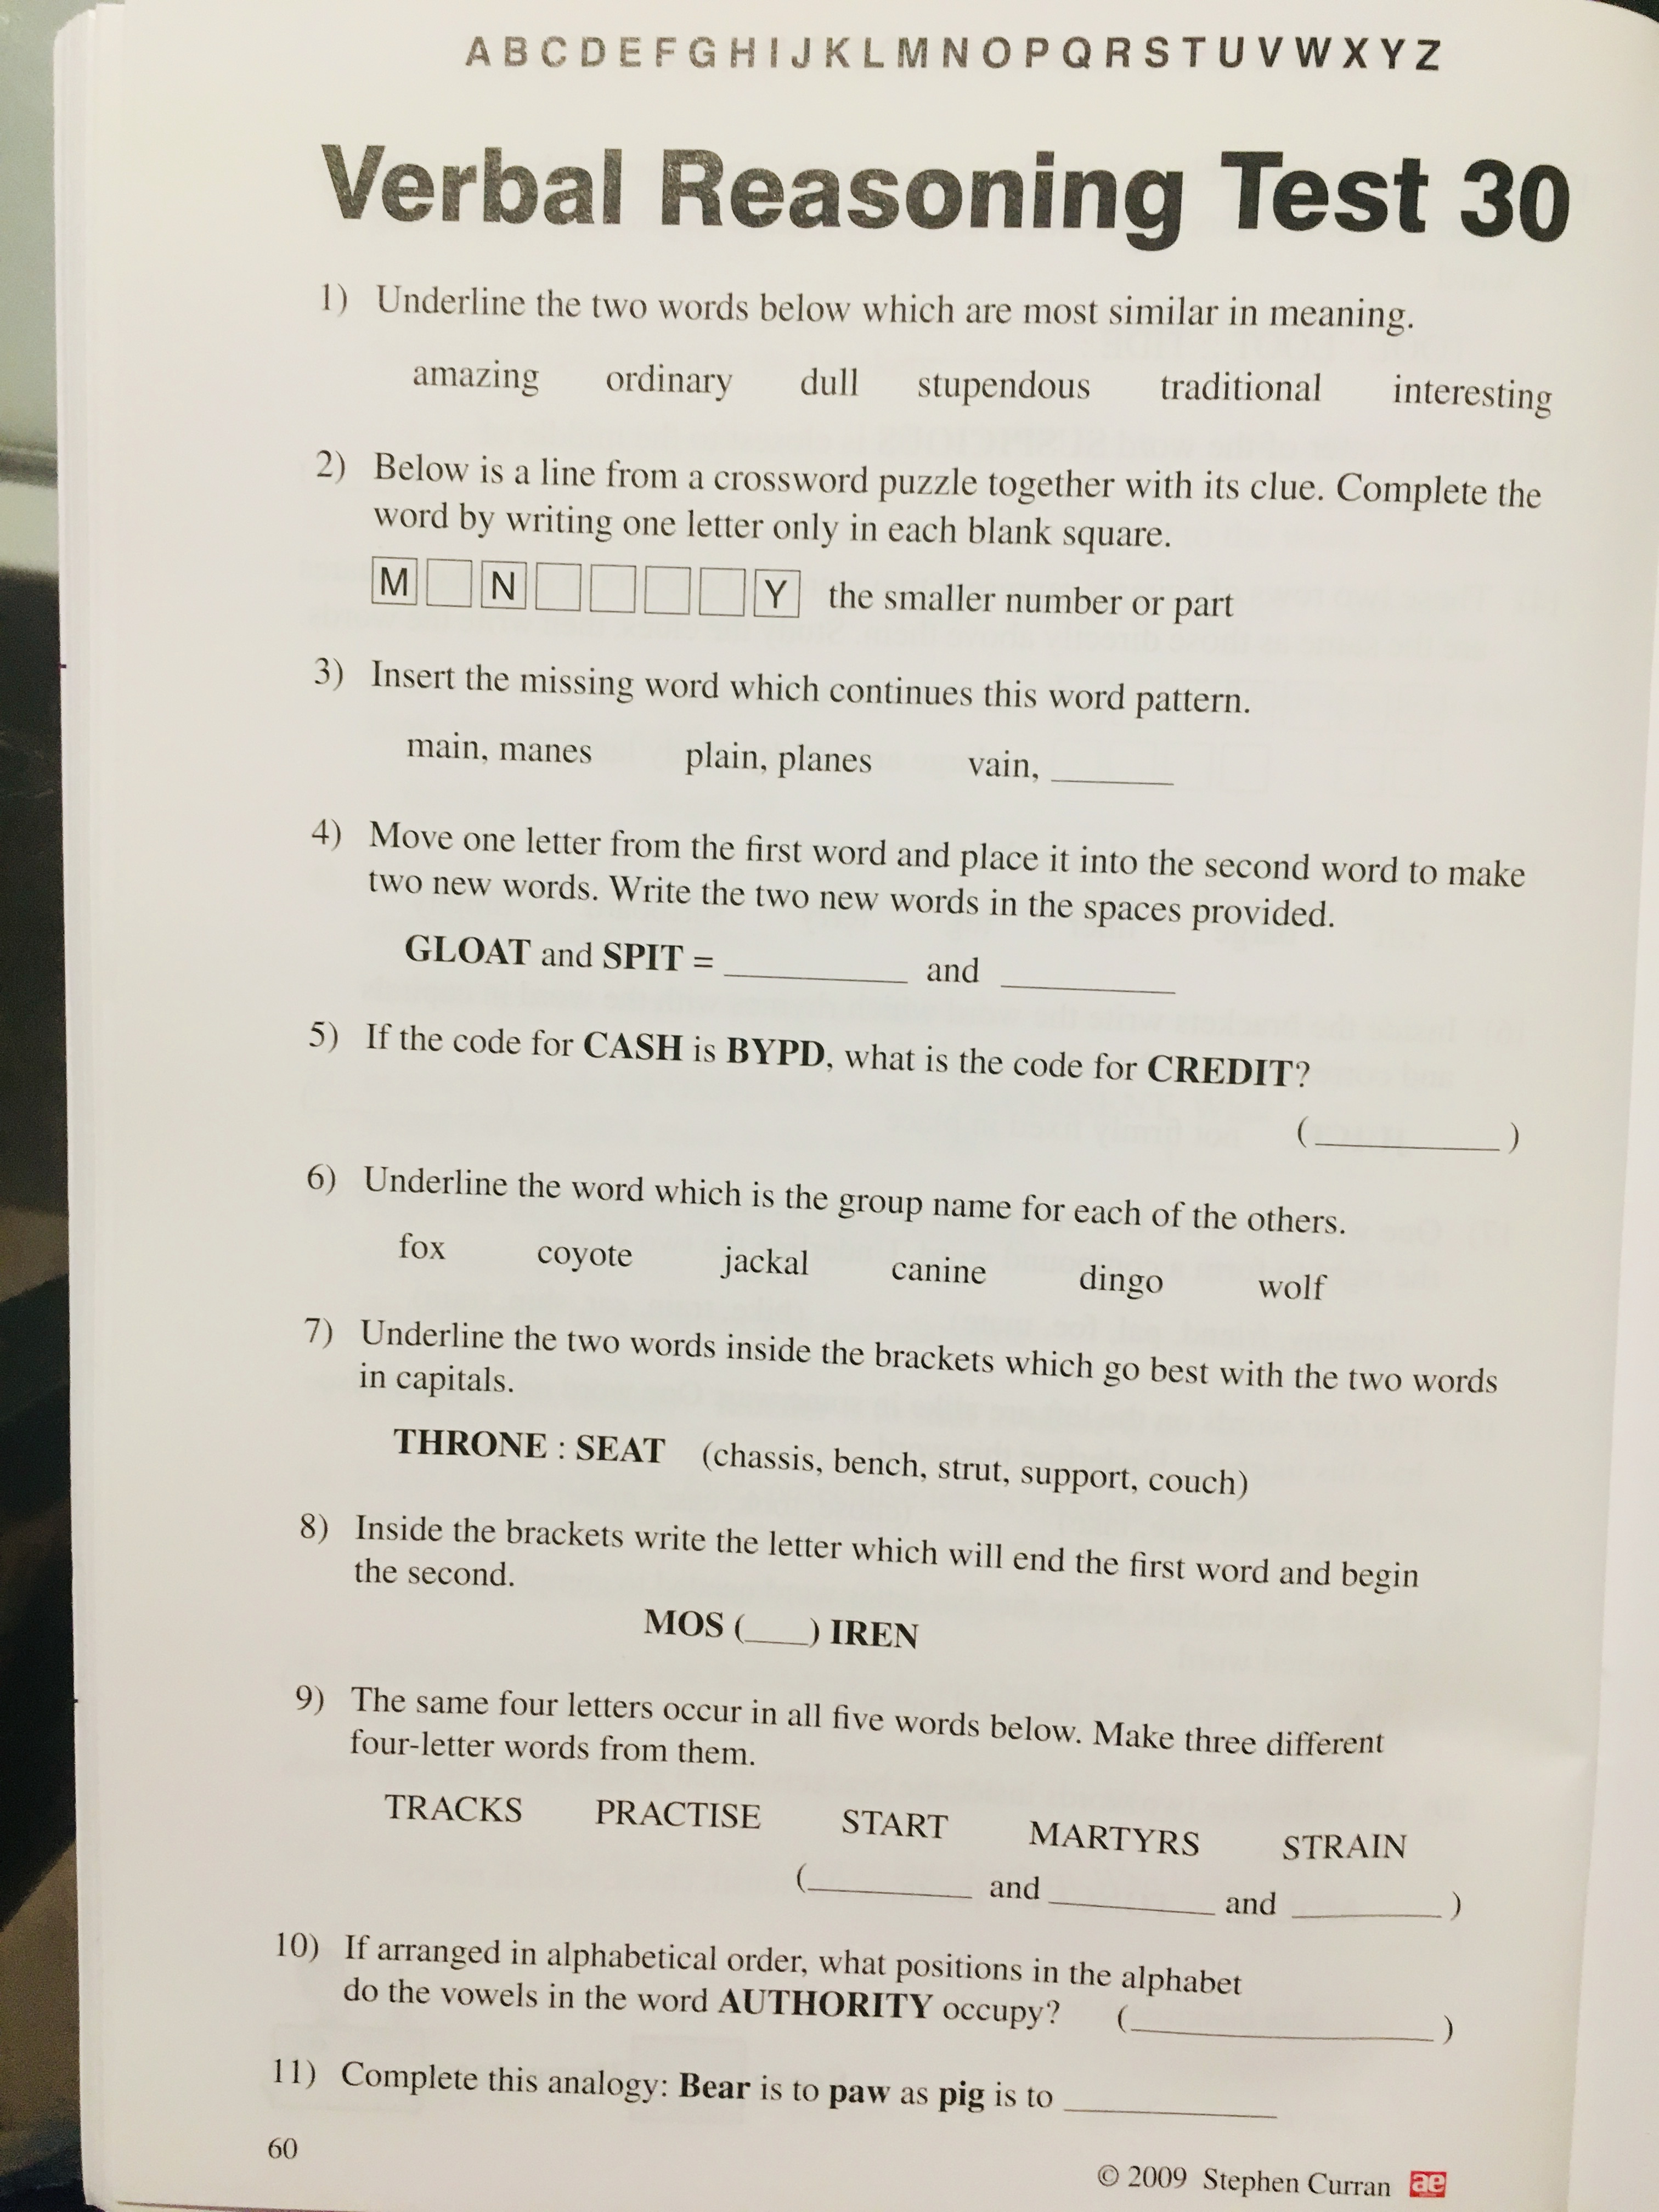 A B C D E F G H I J K L M N O P Q R S T U V W X Y Z
Verbal Reasoning Test 30
1) Underline the two words below which are most similar in meaning.
amazing ordinary dull stupendous traditional interesting
2) Below is a line from a crossword puzzle together with its clue. Complete the
word by writing one letter only in each blank square.
M N Y the smaller number or part
3) Insert the missing word which continues this word pattern.
main, manes plain, planes vain, ______
4) Move one letter from the first word and place it into the second word to make
two new words. Write the two new words in the spaces provided.
GLOAT and SPIT = ______ and ______
5) If the code for CASH is BYPD, what is the code for CREDIT?
(______)
6) Underline the word which is the group name for each of the others.
fox coyote jackal canine dingo wolf
7) Underline the two words inside the brackets which go best with the two words
in capitals.
THRONE : SEAT (chassis, bench, strut, support, couch)
8) Inside the brackets write the letter which will end the first word and begin
the second.
MOS (___) IREN
9) The same four letters occur in all five words below. Make three different
four-letter words from them.
TRACKS PRACTISE START MARTYRS STRAIN
(______ and ______ and ______)
10) If arranged in alphabetical order, what positions in the alphabet
do the vowels in the word AUTHORITY occupy? (______)
11) Complete this analogy: Bear is to paw as pig is to ______
60
© 2009 Stephen Curran ae